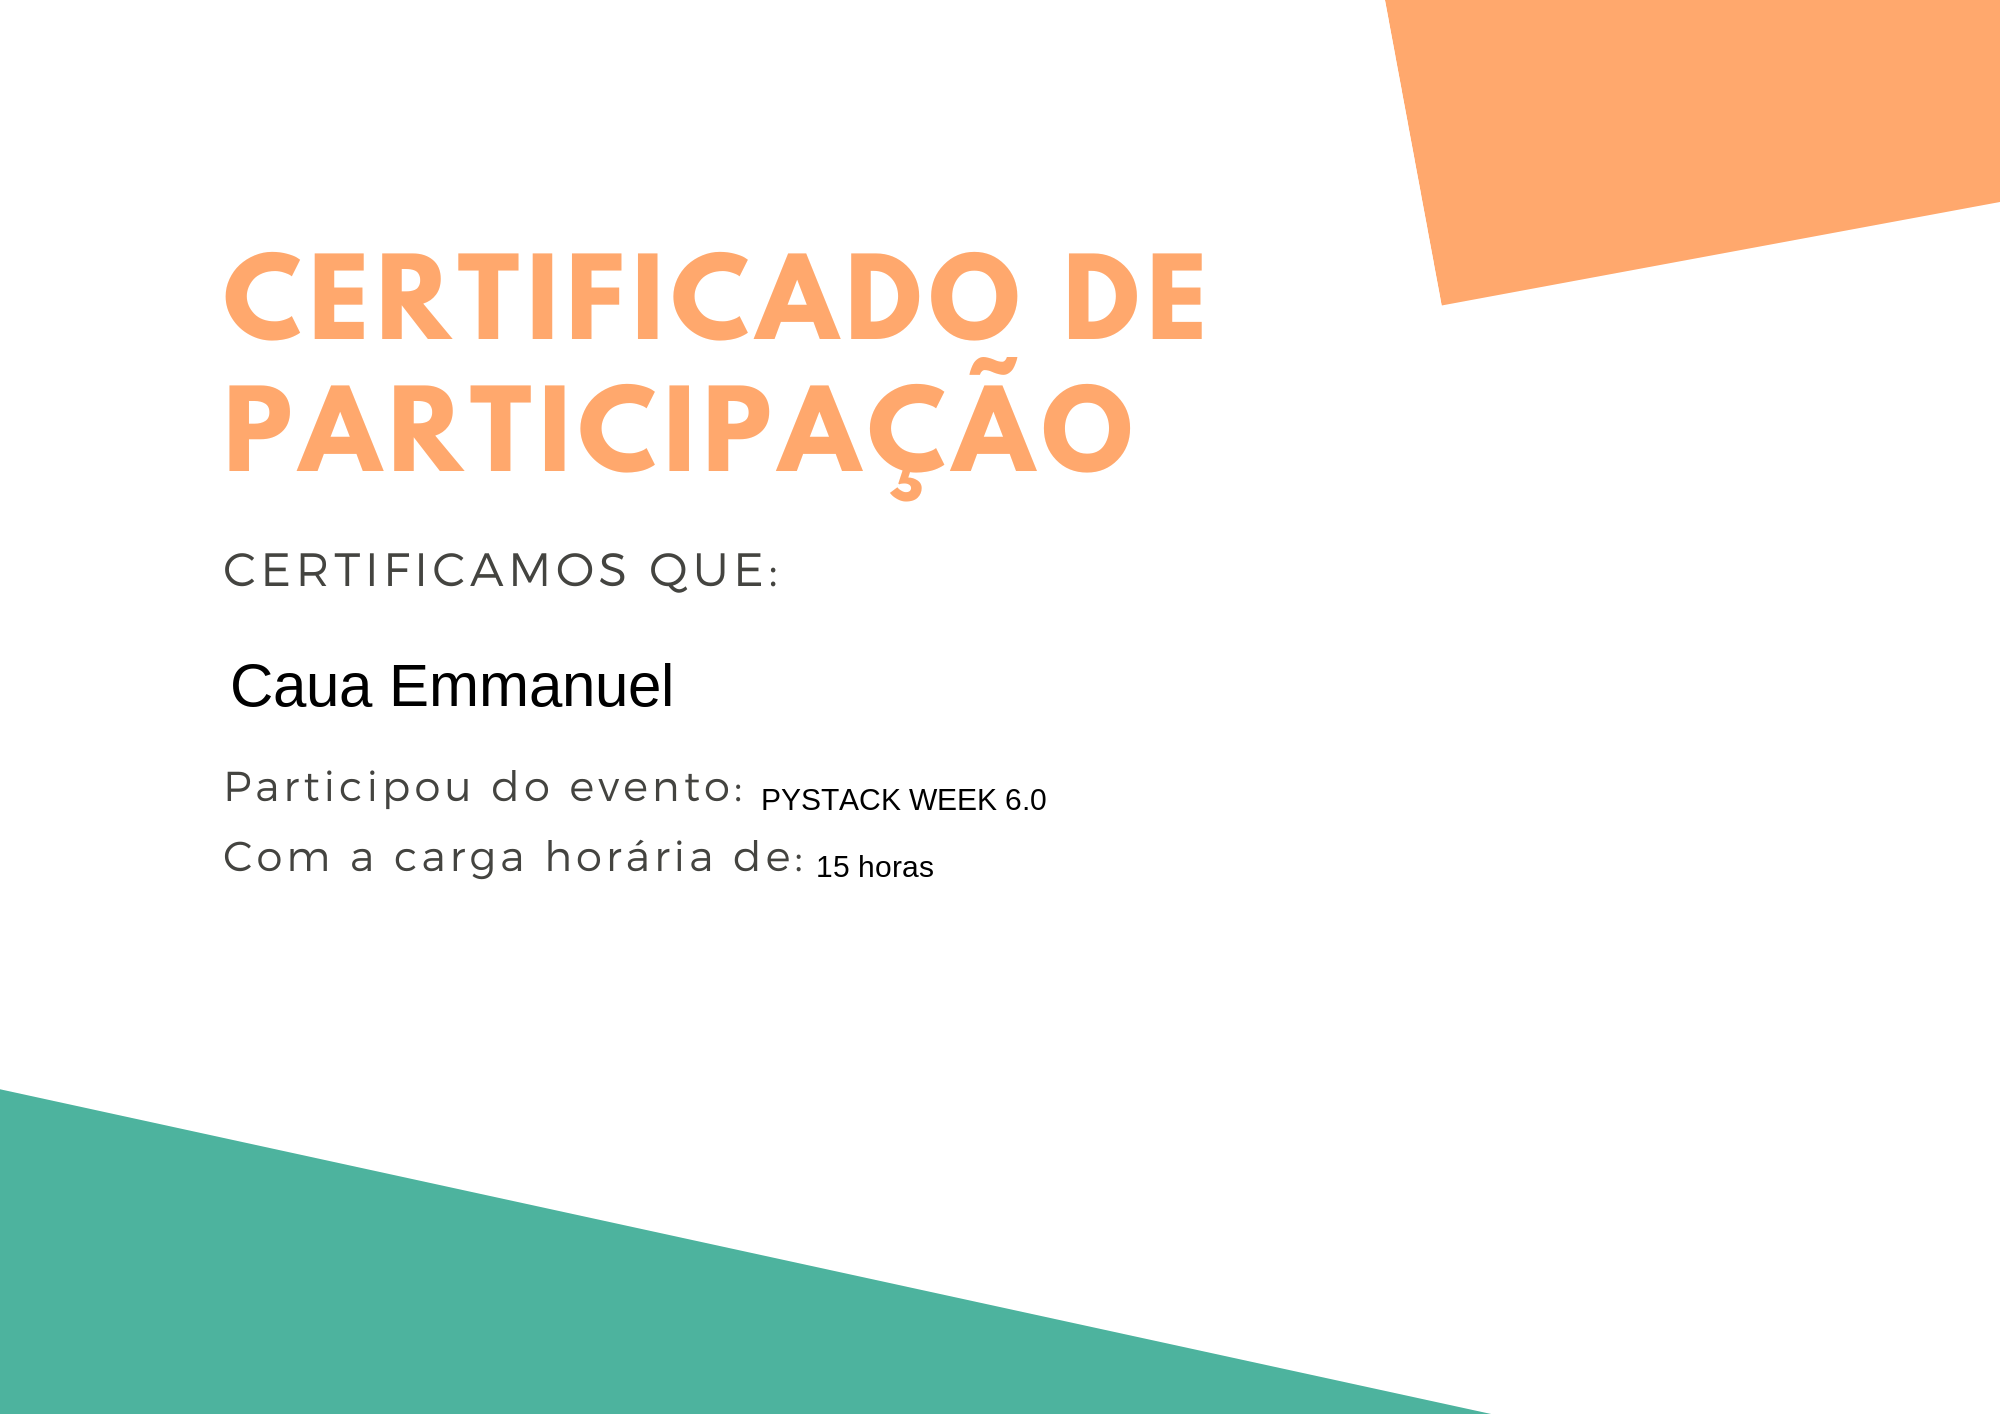 CERTIFICADO DE
PARTICIPAÇÃO
CERTIFICAMOS QUE:
Caua Emmanuel
Participou do evento: PYSTACK WEEK 6.0
Com a carga horária de: 15 horas